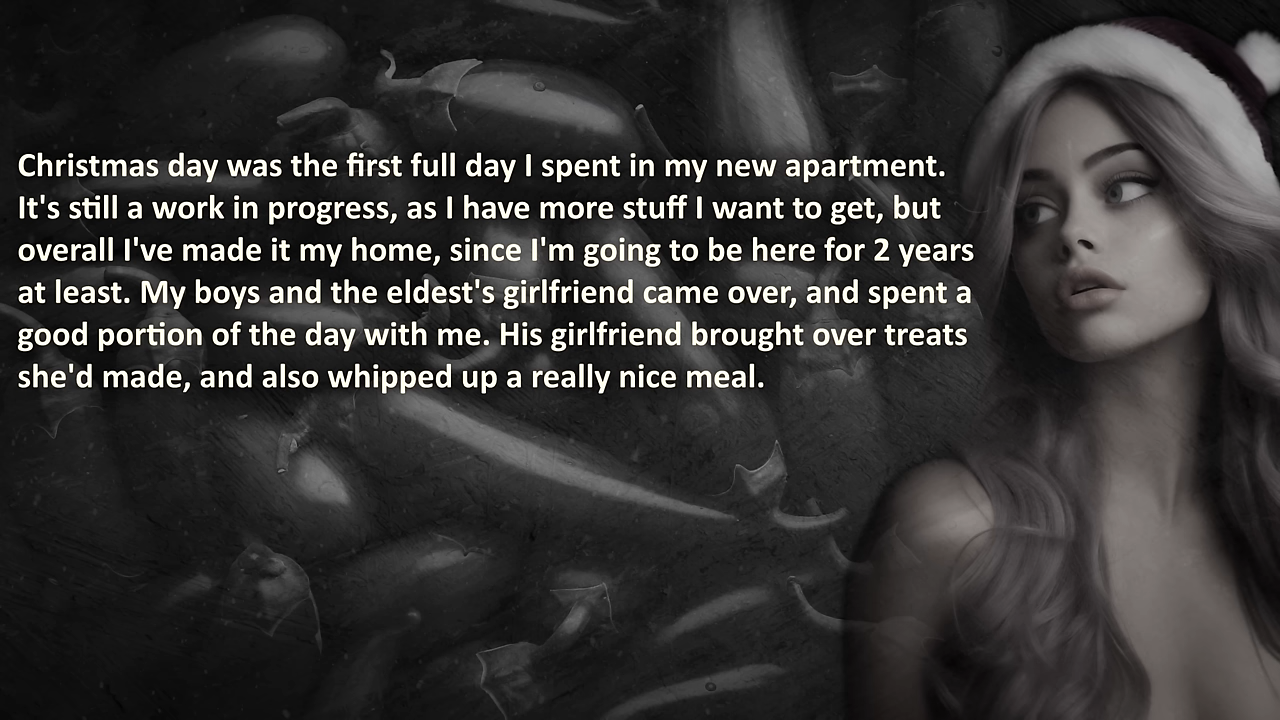 Christmas day was the first full day I spent in my new apartment.
It's still a work in progress, as I have more stuff I want to get, but
overall I've made it my home, since I'm going to be here for 2 years
at least. My boys and the eldest's girlfriend came over, and spent a
good portion of the day with me. His girlfriend brought over treats
she'd made, and also whipped up a really nice meal.